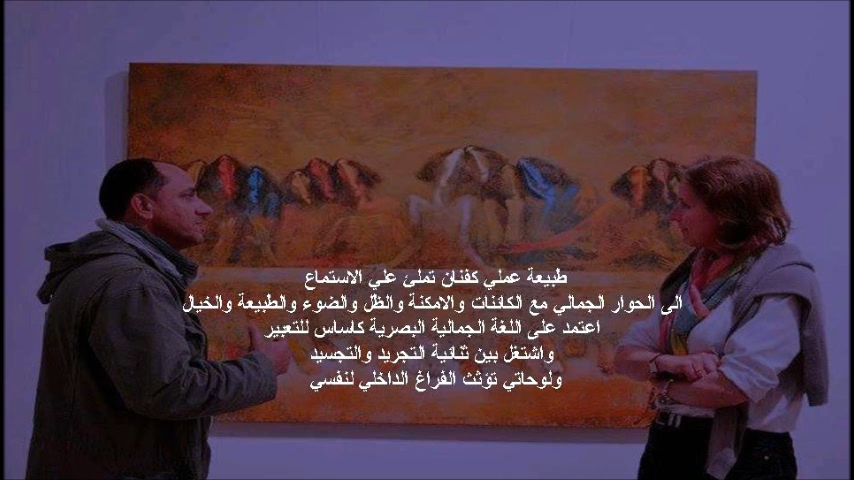 طبيعة عملي كفنان تملئ علي الاستماع
الى الحوار الجمالي مع الكائنات والامكنة والظل والضوء والطبيعة والخيال
اعتمد على اللغة الجمالية البصرية كاساس للتعبير
واشتغل بين ثنائية التجريد والتجسيد
ولوحاتي تؤثث الفراغ الداخلي لنفسي